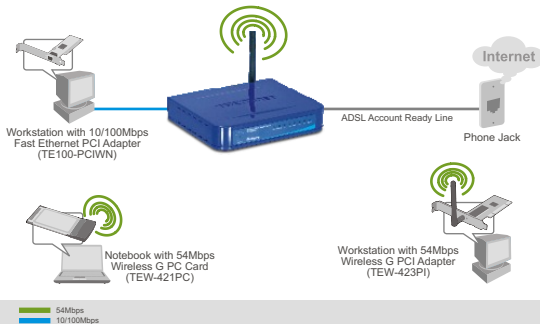 Internet
ADSL Account Ready Line
Phone Jack
Workstation with 10/100Mbps
Fast Ethernet PCI Adapter
(TE100-PCIWN)
Notebook with 54Mbps
Wireless G PC Card
(TEW-421PC)
Workstation with 54Mbps
Wireless G PCI Adapter
(TEW-423PI)
54Mbps
10/100Mbps